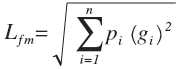 $L_{fm} = \sqrt{\sum_{i=1}^{n} p_i \, (g_i)^2}$